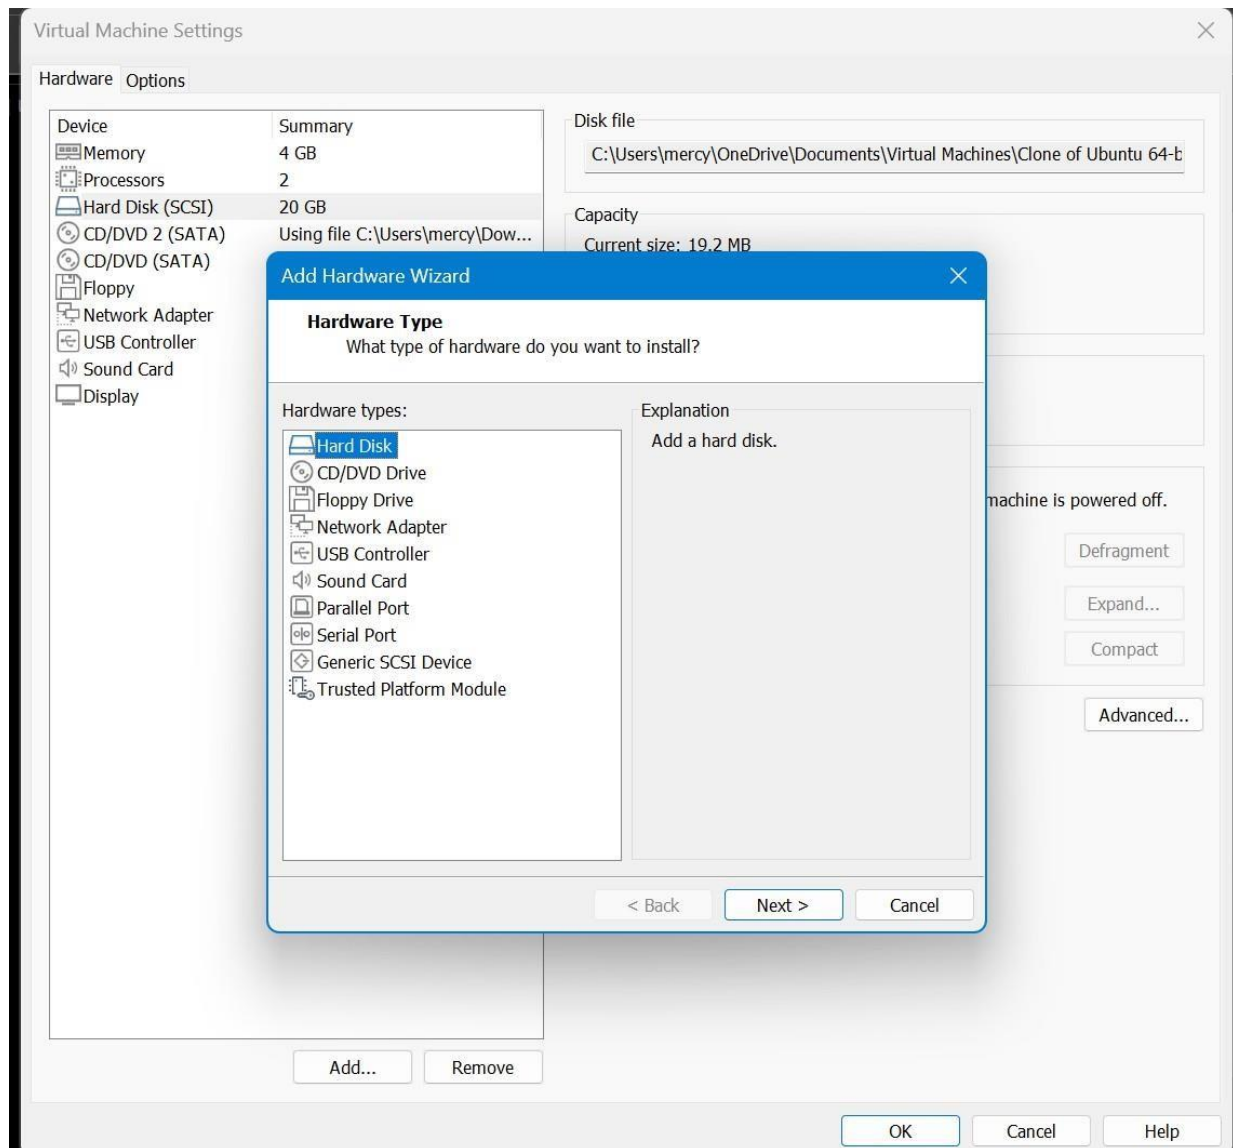 Virtual Machine Settings
Hardware Options
Device Summary
Memory 4 GB
Processors 2
Hard Disk (SCSI) 20 GB
CD/DVD 2 (SATA) Using file C:\Users\mercy\Dow...
CD/DVD (SATA)
Floppy
Network Adapter
USB Controller
Sound Card
Display
Add... Remove
Disk file
C:\Users\mercy\OneDrive\Documents\Virtual Machines\Clone of Ubuntu 64-b
Capacity
Current size: 19.2 MB
machine is powered off.
Defragment
Expand...
Compact
Advanced...
Add Hardware Wizard
Hardware Type
What type of hardware do you want to install?
Hardware types:
Hard Disk
CD/DVD Drive
Floppy Drive
Network Adapter
USB Controller
Sound Card
Parallel Port
Serial Port
Generic SCSI Device
Trusted Platform Module
Explanation
Add a hard disk.
< Back Next > Cancel
OK Cancel Help